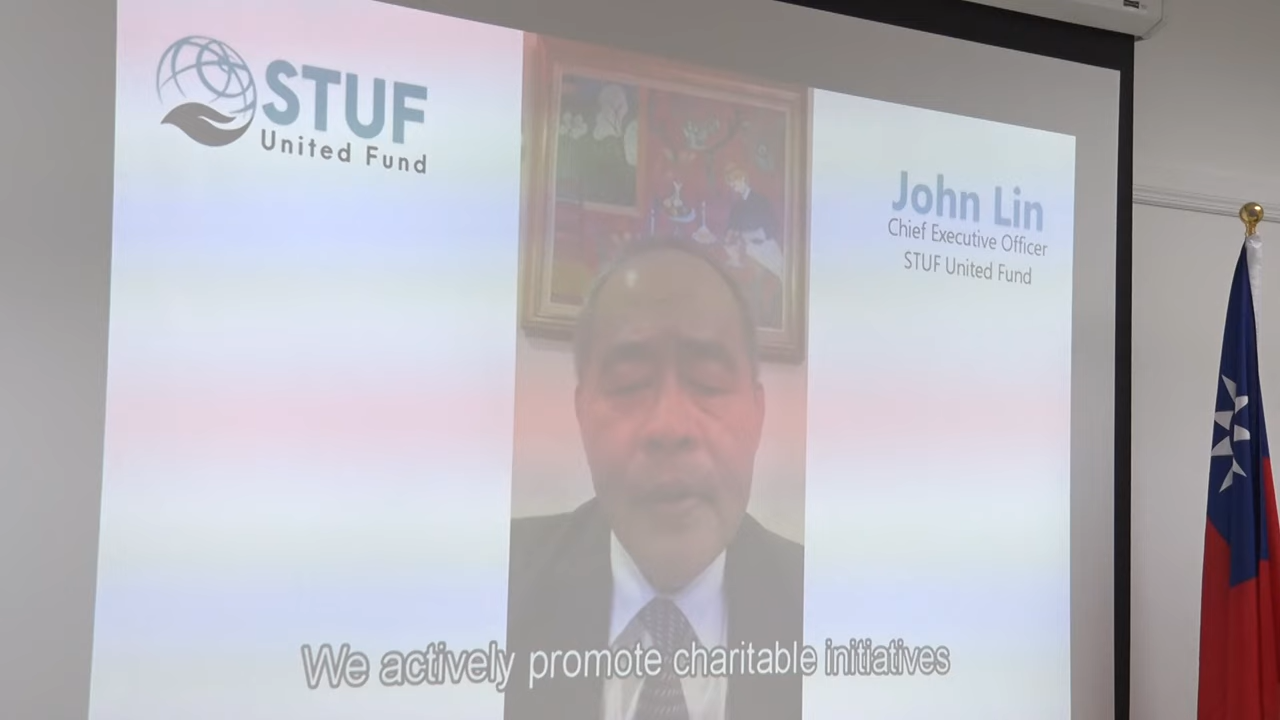 STUF
United Fund
John Lin
Chief Executive Officer
STUF United Fund
We actively promote charitable initiatives